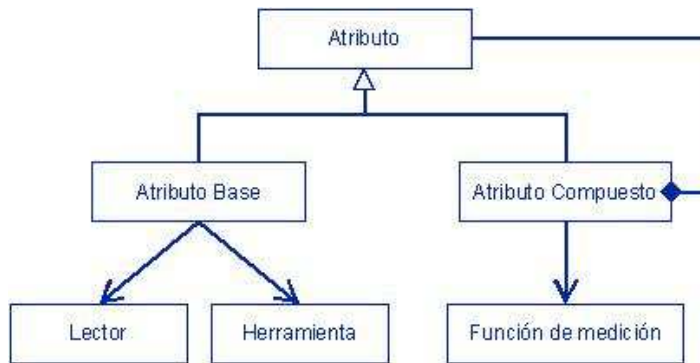 Atributo
Atributo Base
Atributo Compuesto
Lector
Herramienta
Función de medición